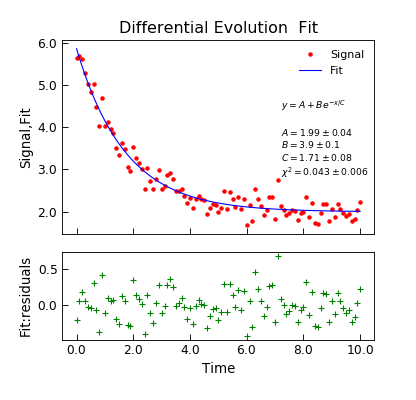 Differential Evolution Fit
Signal,Fit
6.0
5.0
4.0
3.0
2.0
Signal
Fit
y = A + Be^{-x/C}
A = 1.99 ± 0.04
B = 3.9 ± 0.1
C = 1.71 ± 0.08
χ² = 0.043 ± 0.006
Fit:residuals
0.5
0.0
0.0 2.0 4.0 6.0 8.0 10.0
Time